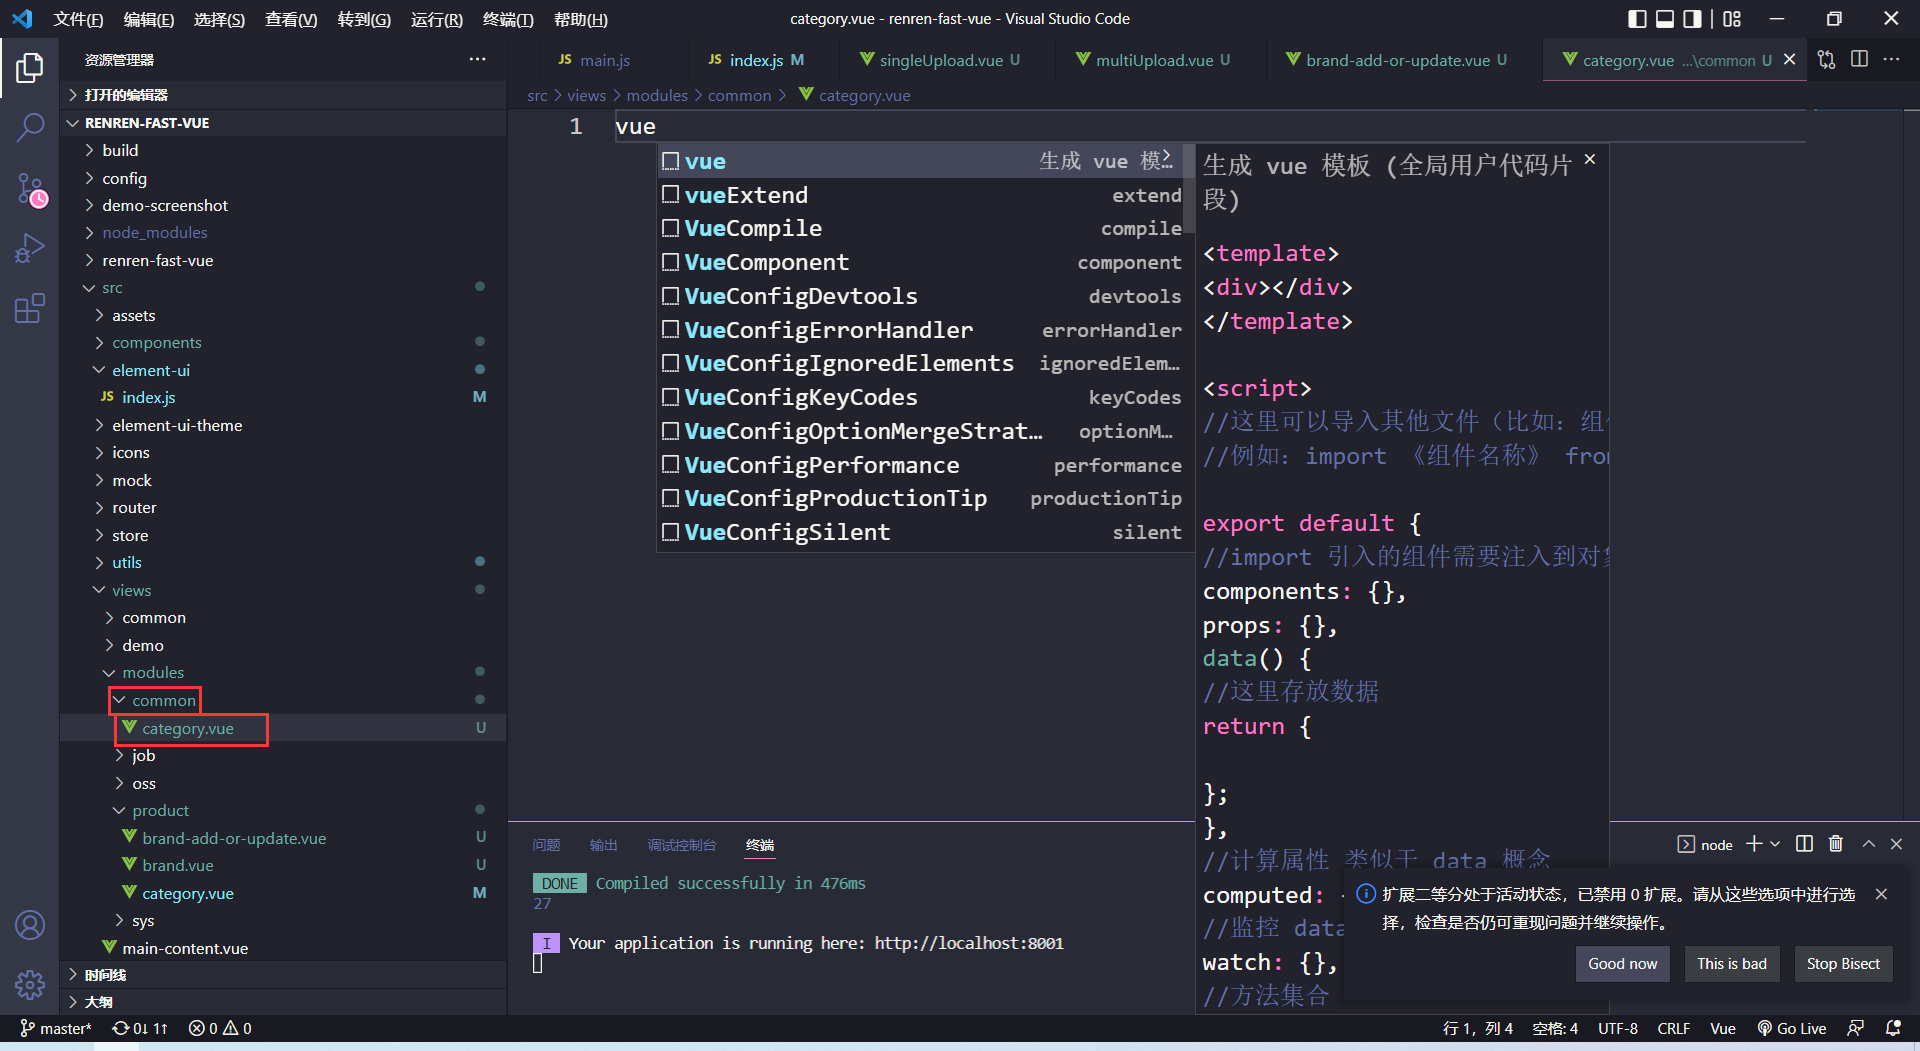 文件(F) 编辑(E) 选择(S) 查看(V) 转到(G) 运行(R) 终端(T) 帮助(H) category.vue - renren-fast-vue - Visual Studio Code
资源管理器
打开的编辑器
RENREN-FAST-VUE
build
config
demo-screenshot
node_modules
renren-fast-vue
src
assets
components
element-ui
JS index.js M
element-ui-theme
icons
mock
router
store
utils
views
common
demo
modules
common
category.vue U
job
oss
product
brand-add-or-update.vue U
brand.vue U
category.vue M
sys
main-content.vue
时间线
大纲
JS main.js JS index.js M singleUpload.vue U multiUpload.vue U brand-add-or-update.vue U category.vue ...\common U
src > views > modules > common > category.vue
1 vue
vue 生成 vue 模...
vueExtend extend
VueCompile compile
VueComponent component
VueConfigDevtools devtools
VueConfigErrorHandler errorHandler
VueConfigIgnoredElements ignoredElem...
VueConfigKeyCodes keyCodes
VueConfigOptionMergeStrat... optionM...
VueConfigPerformance performance
VueConfigProductionTip productionTip
VueConfigSilent silent
生成 vue 模板 (全局用户代码片
段)
<template>
<div></div>
</template>
<script>
//这里可以导入其他文件（比如：组
//例如：import 《组件名称》 from
export default {
//import 引入的组件需要注入到对
components: {},
props: {},
data() {
//这里存放数据
return {
};
},
//计算属性 类似于 data 概念
computed:
//监控 data
watch: {},
//方法集合
问题 输出 调试控制台 终端
node
DONE Compiled successfully in 476ms
27
I Your application is running here: http://localhost:8001
扩展二等分处于活动状态，已禁用 0 扩展。请从这些选项中进行选
择，检查是否仍可重现问题并继续操作。
Good now This is bad Stop Bisect
master* 0↓ 1↑ 0 0 行 1，列 4 空格: 4 UTF-8 CRLF Vue Go Live